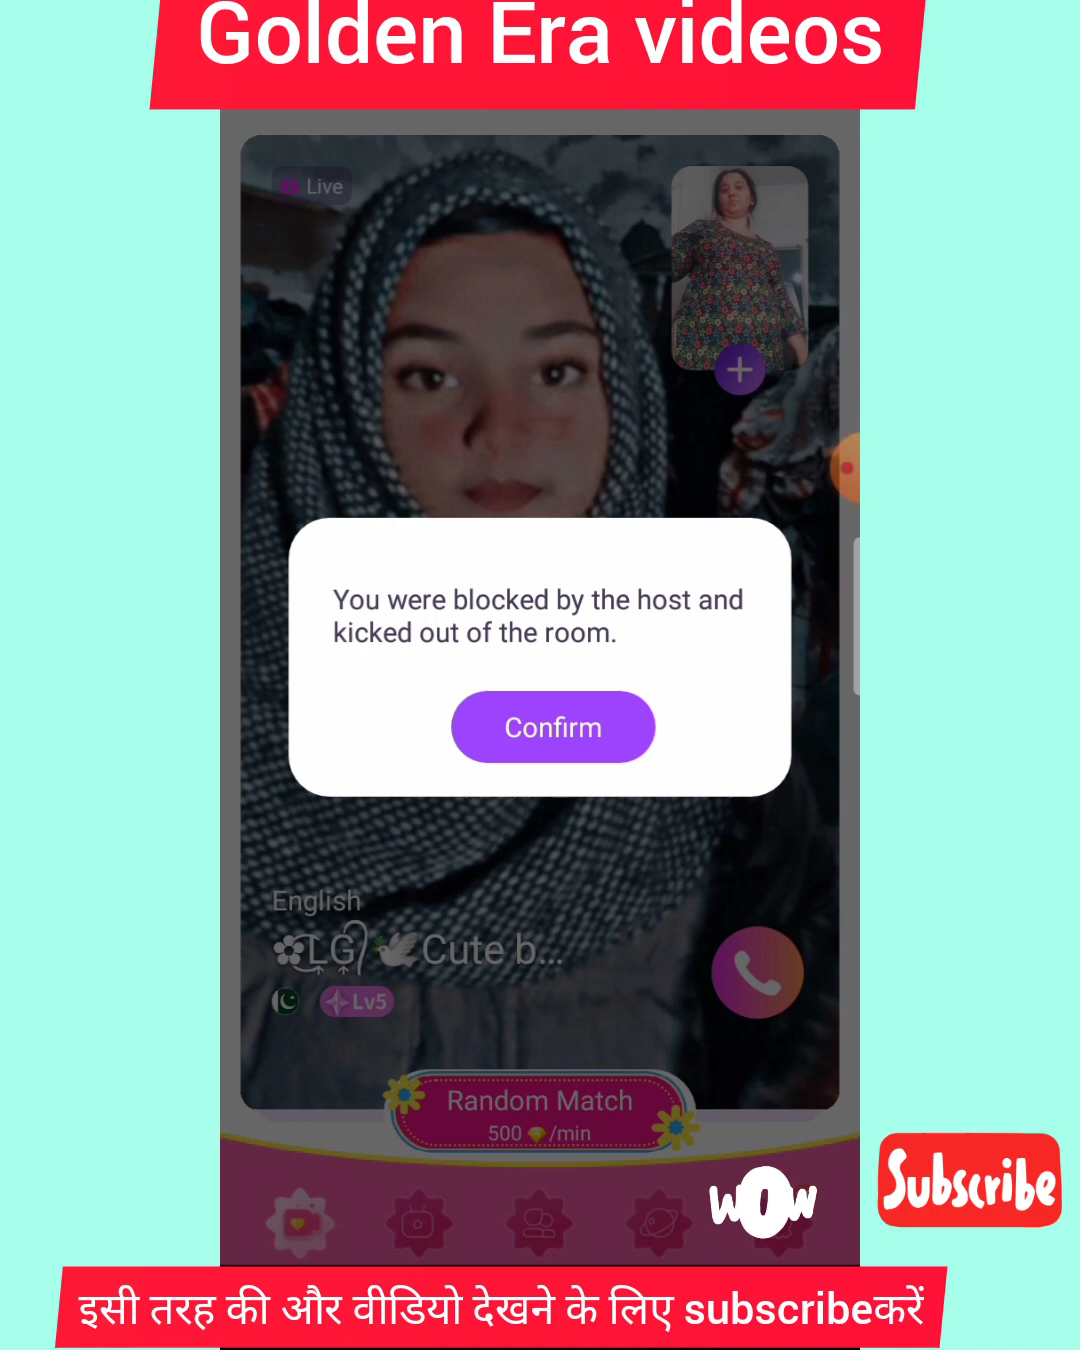 Golden Era videos
Live
You were blocked by the host and
kicked out of the room.
Confirm
English
LG Cute b...
Lv5
Random Match
500 /min
wow
Subscribe
इसी तरह की और वीडियो देखने के लिए subscribeकरें